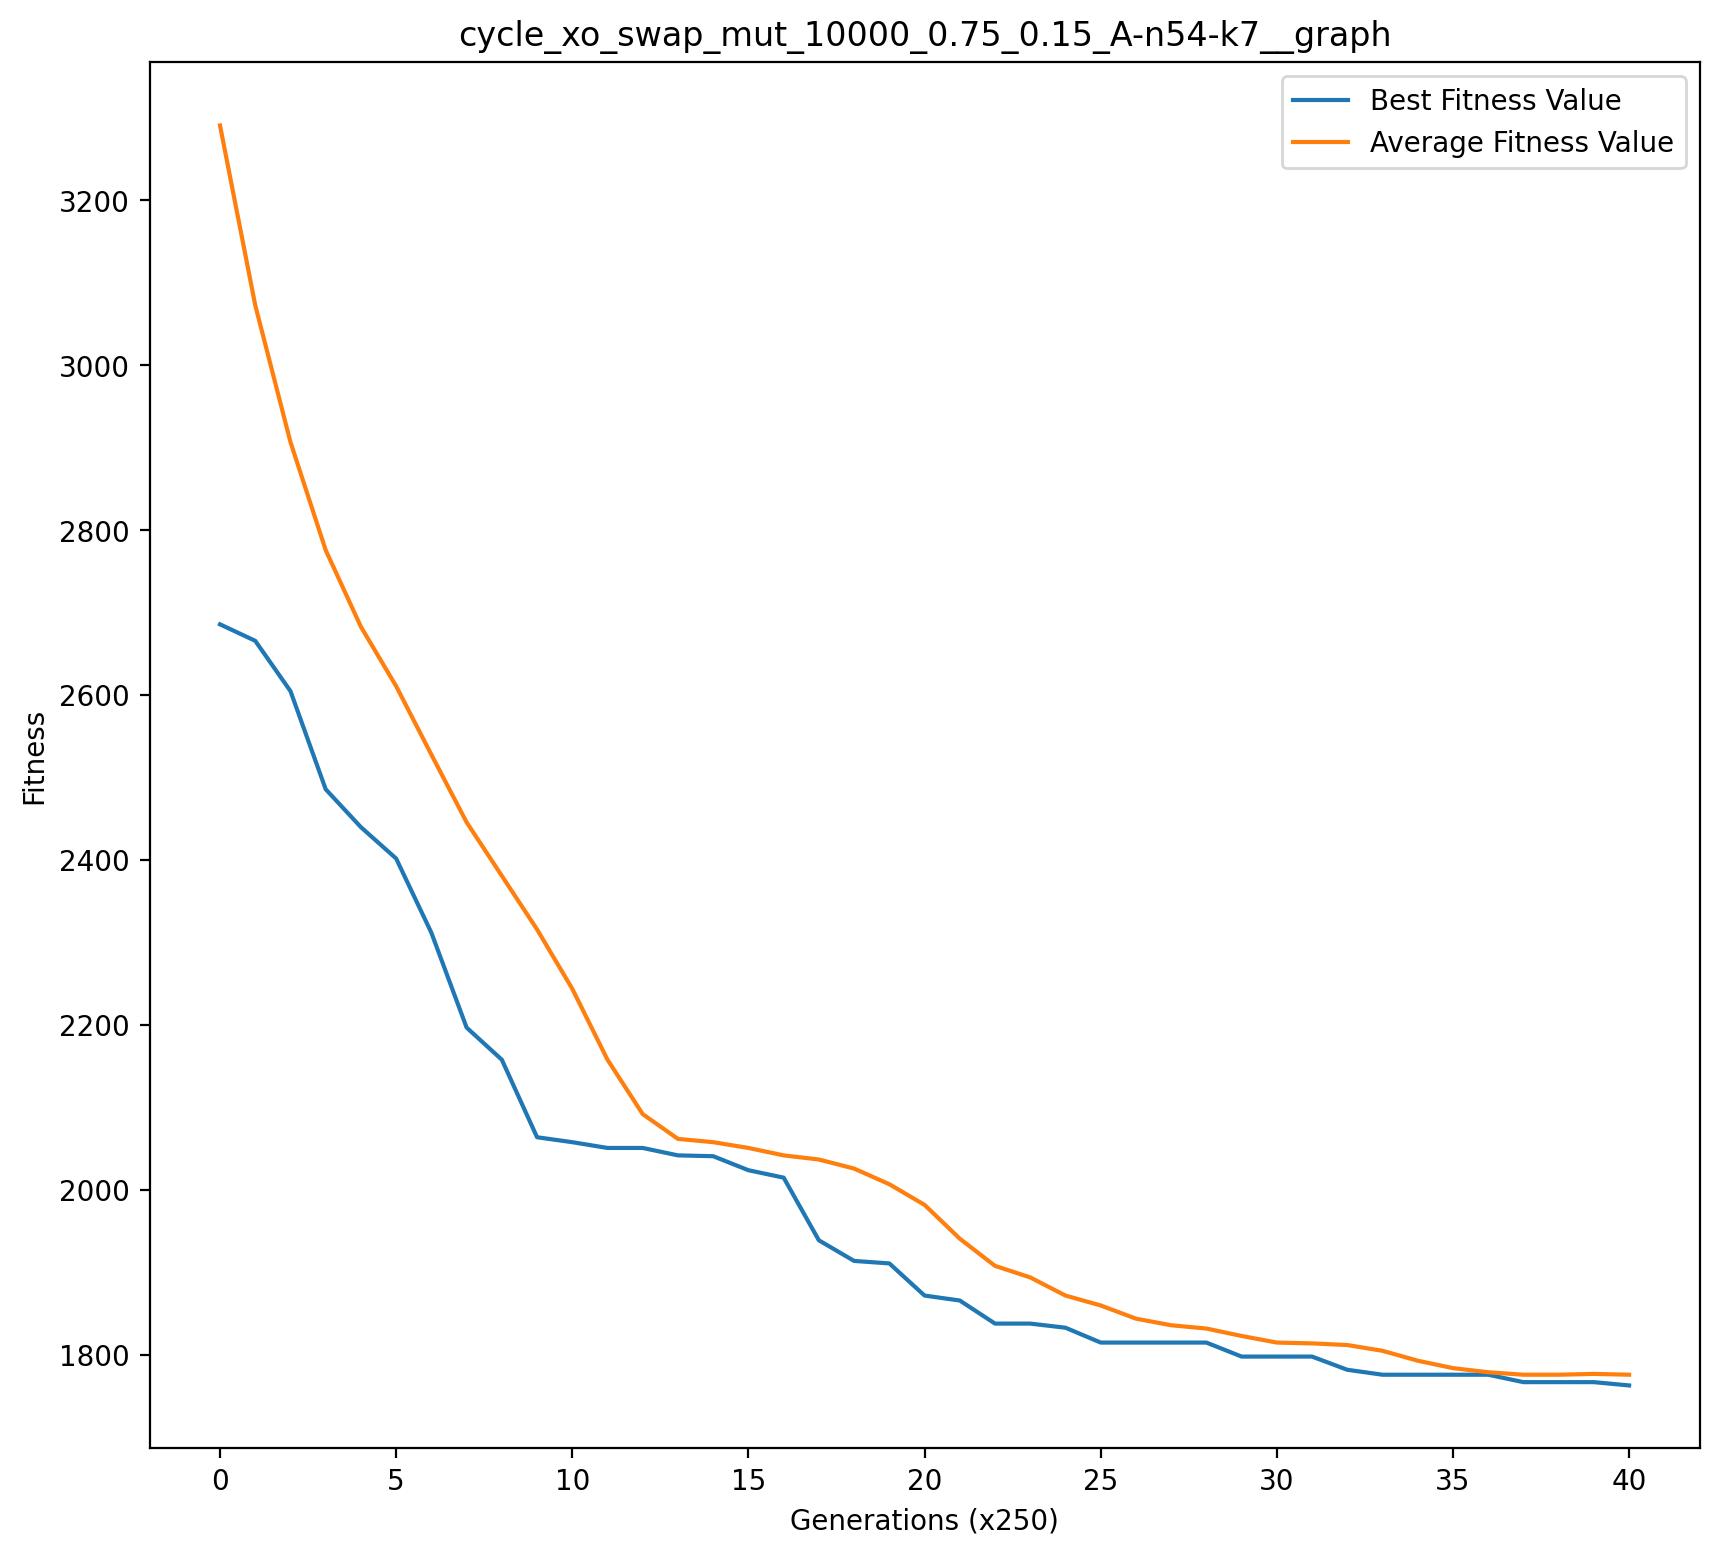 cycle_xo_swap_mut_10000_0.75_0.15_A-n54-k7__graph
Best Fitness Value
Average Fitness Value
3200
3000
2800
2600
2400
2200
2000
1800
Fitness
0 5 10 15 20 25 30 35 40
Generations (x250)